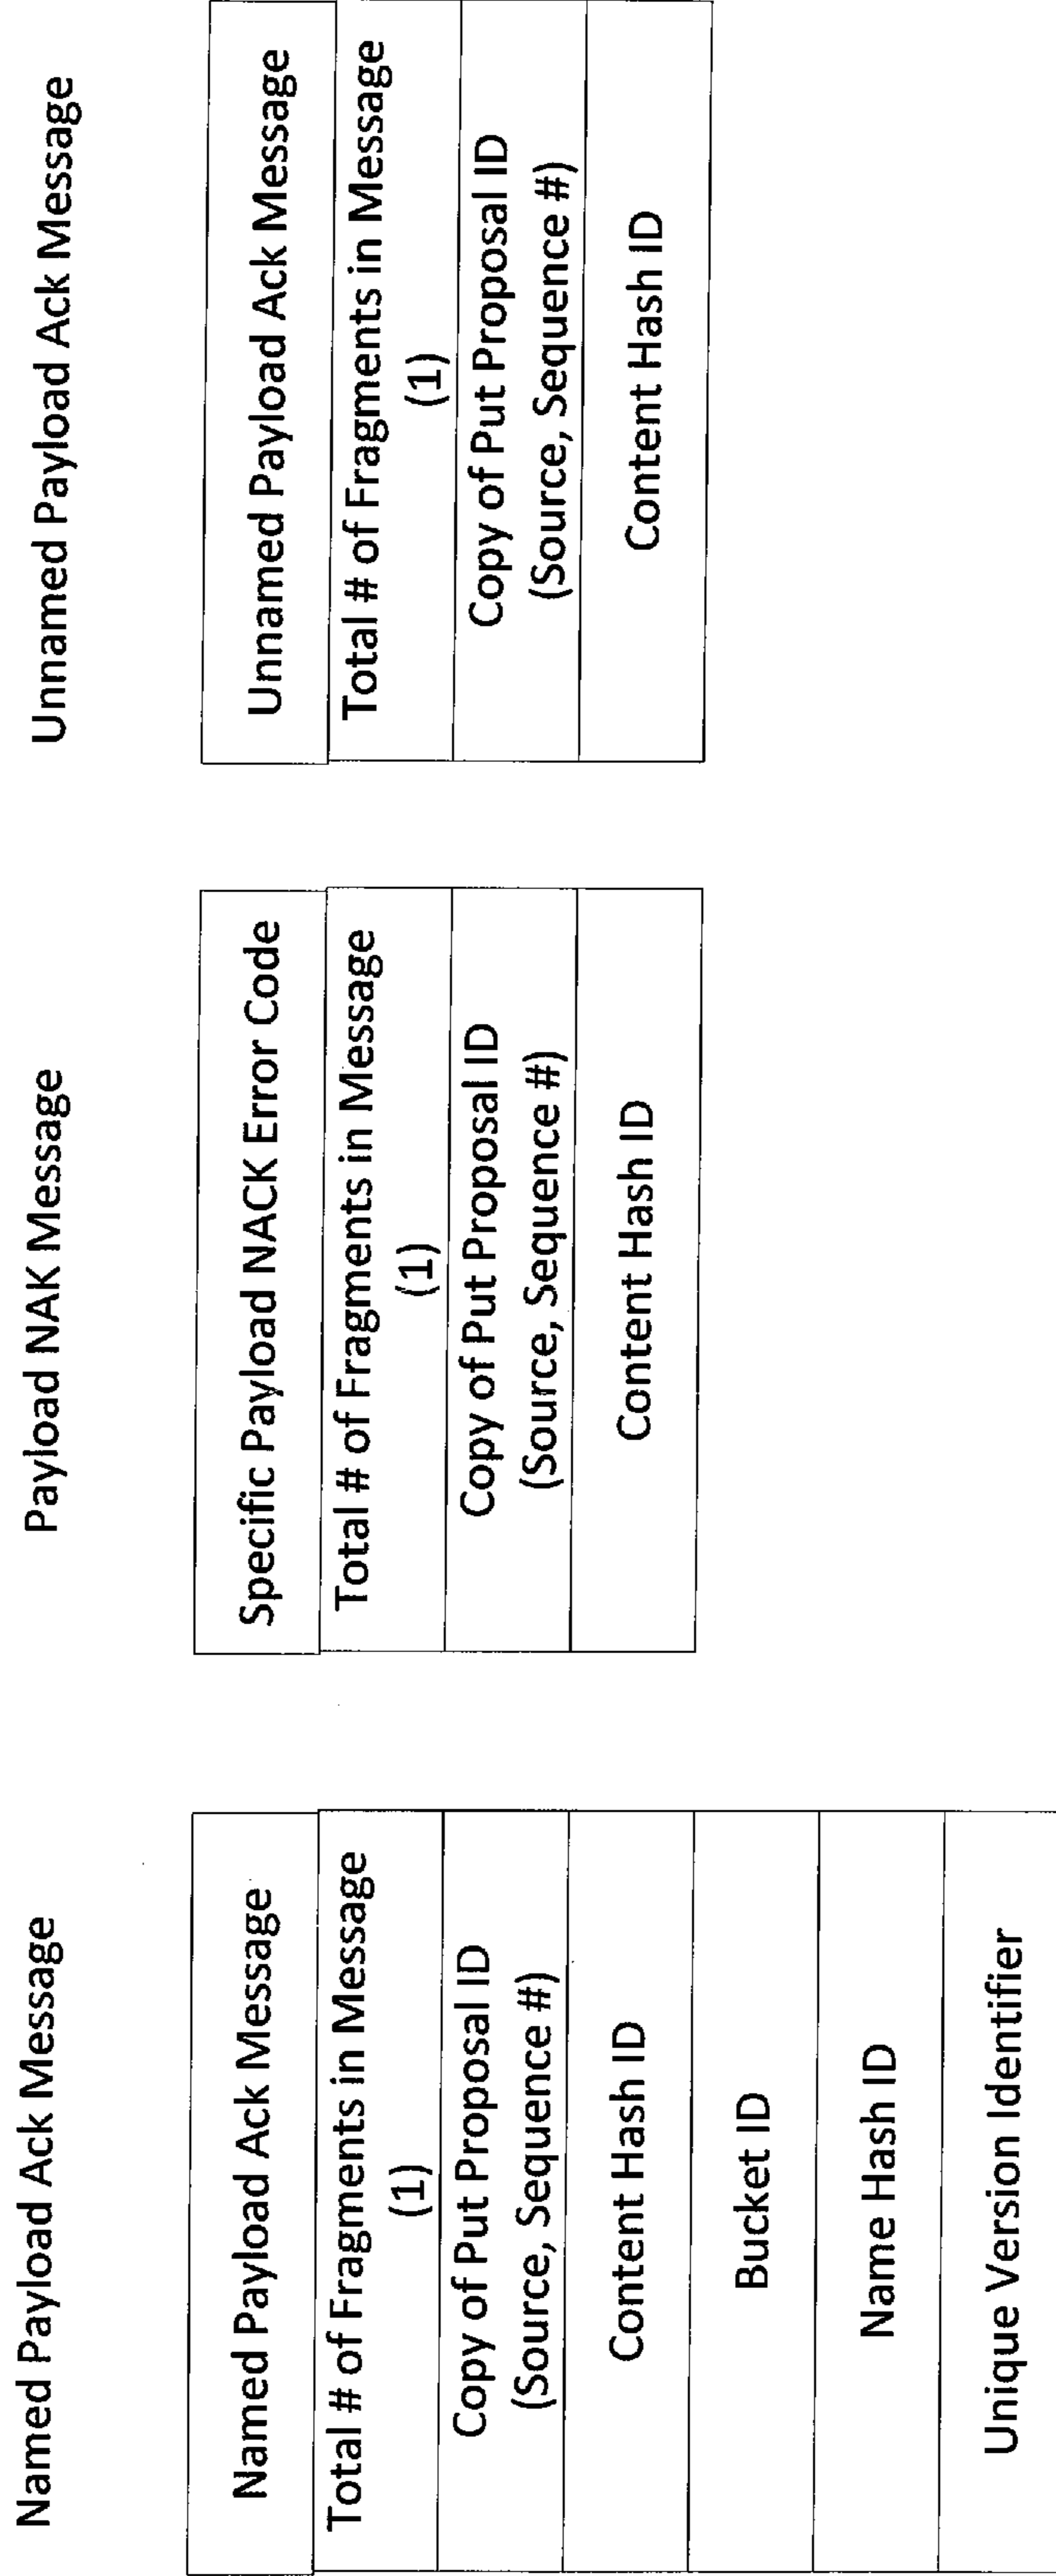 Named Payload Ack Message
Named Payload Ack Message
Total # of Fragments in Message
(1)
Copy of Put Proposal ID
(Source, Sequence #)
Content Hash ID
Bucket ID
Name Hash ID
Unique Version Identifier
Payload NAK Message
Specific Payload NACK Error Code
Total # of Fragments in Message
(1)
Copy of Put Proposal ID
(Source, Sequence #)
Content Hash ID
Unnamed Payload Ack Message
Unnamed Payload Ack Message
Total # of Fragments in Message
(1)
Copy of Put Proposal ID
(Source, Sequence #)
Content Hash ID